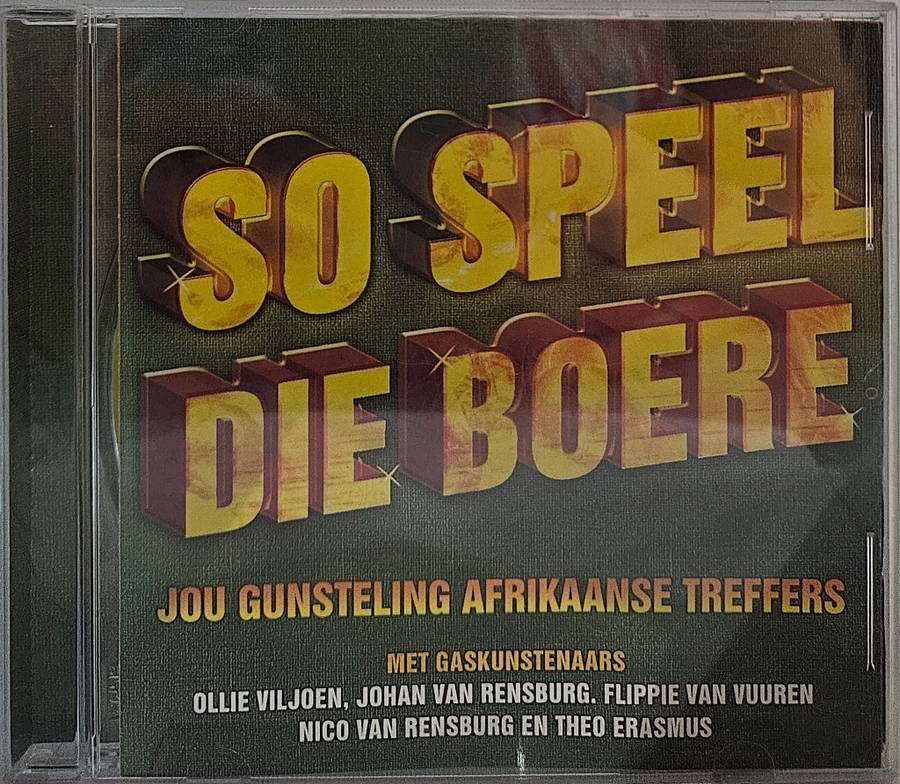 SO SPEEL
DIE BOERE
JOU GUNSTELING AFRIKAANSE TREFFERS
MET GASKUNSTENAARS
OLLIE VILJOEN, JOHAN VAN RENSBURG. FLIPPIE VAN VUUREN
NICO VAN RENSBURG EN THEO ERASMUS